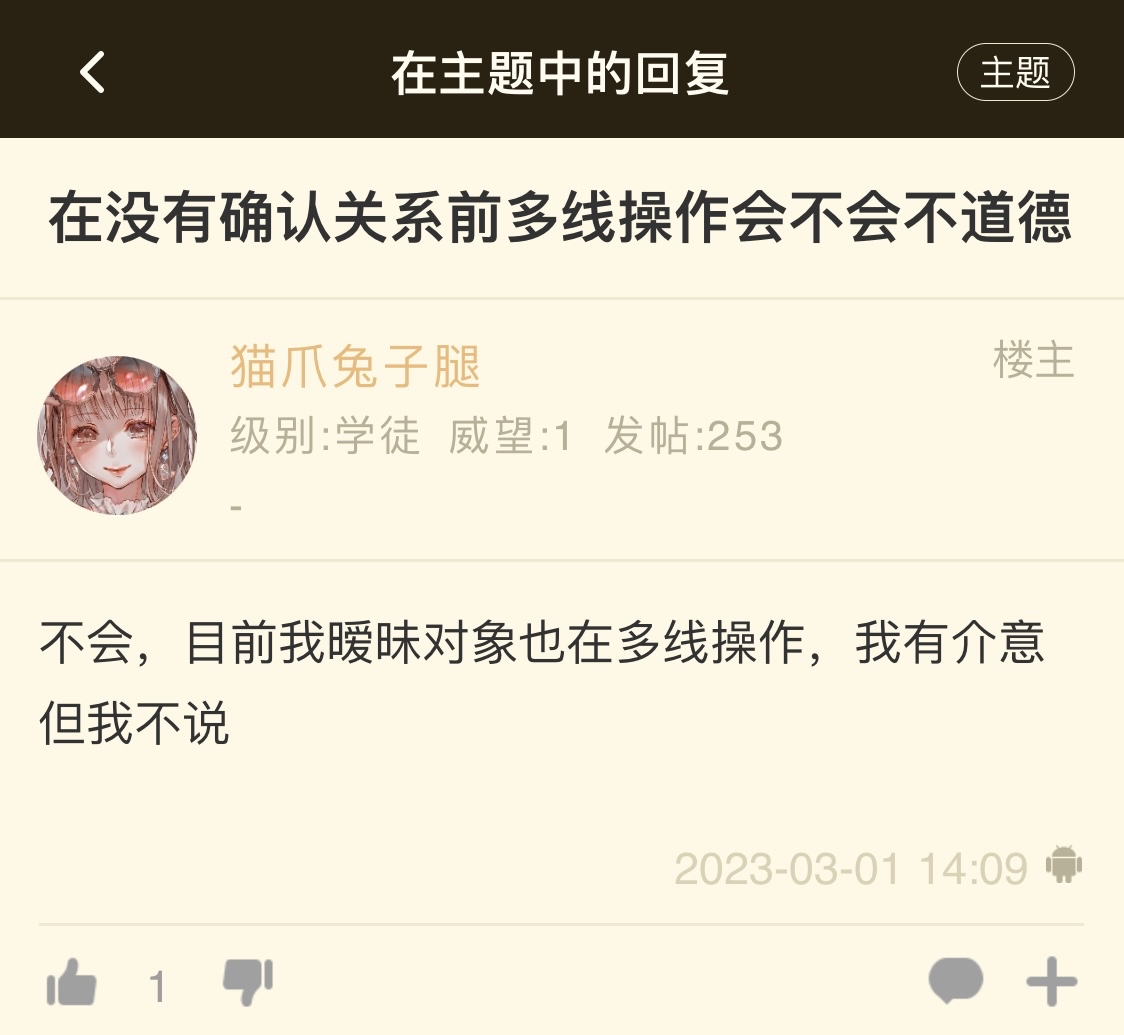 在主题中的回复
主题
在没有确认关系前多线操作会不会不道德
猫爪兔子腿
楼主
级别:学徒 威望:1 发帖:253
-
不会，目前我暧昧对象也在多线操作，我有介意
但我不说
2023-03-01 14:09
1